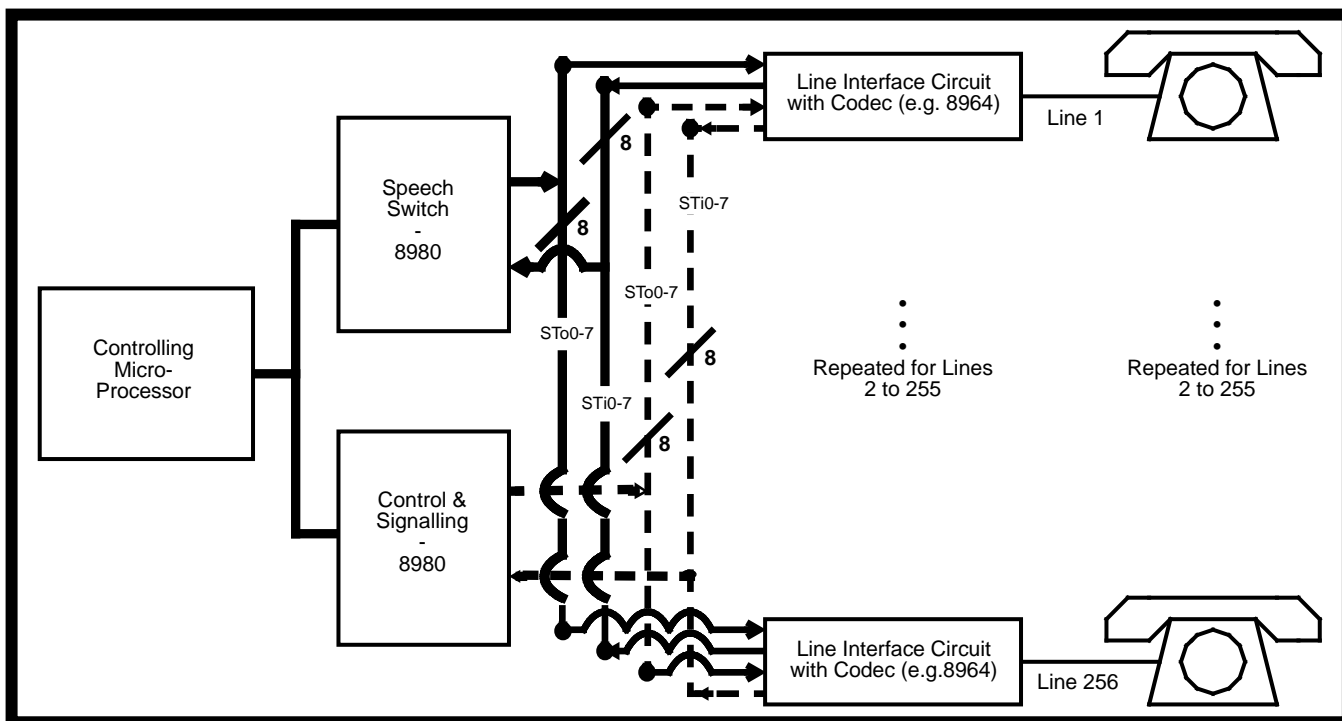 Line Interface Circuit
with Codec (e.g. 8964)
Line 1
8
Speech
Switch
-
8980
8
STi0-7
STo0-7
STo0-7
8
Controlling
Micro-
Processor
Repeated for Lines
2 to 255
Repeated for Lines
2 to 255
STi0-7
8
Control &
Signalling
-
8980
Line Interface Circuit
with Codec (e.g.8964)
Line 256